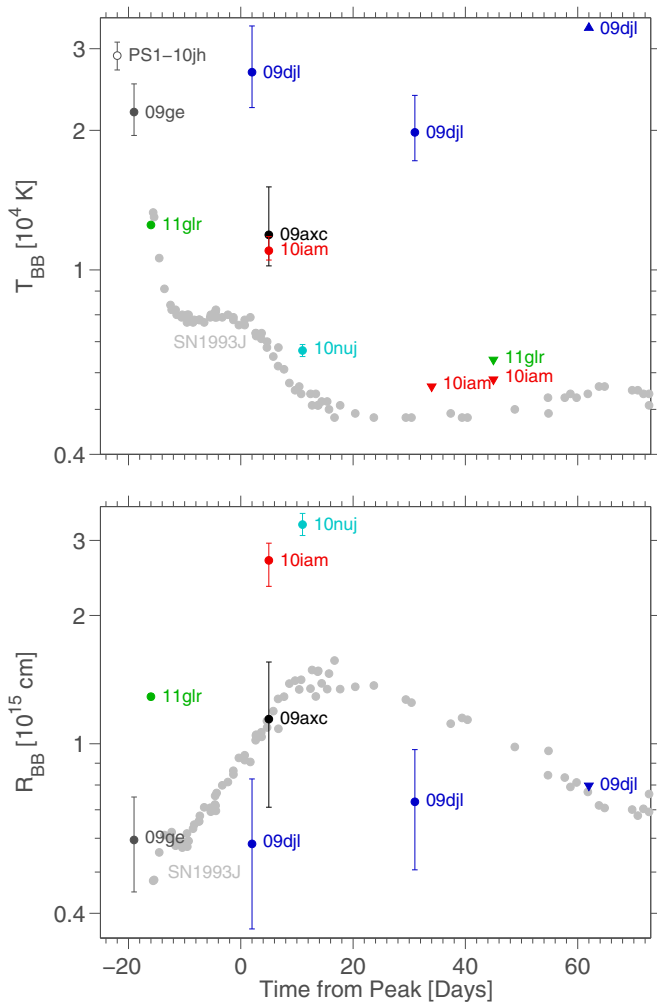 3
2
1
0.4
T_BB [10^4 K]
PS1−10jh
09ge
11glr
SN1993J
09djl
09djl
09djl
09axc
10iam
10nuj
11glr
10iam
10iam
3
2
1
0.4
R_BB [10^15 cm]
10nuj
10iam
11glr
09axc
09ge
SN1993J
09djl
09djl
09djl
−20 0 20 40 60
Time from Peak [Days]